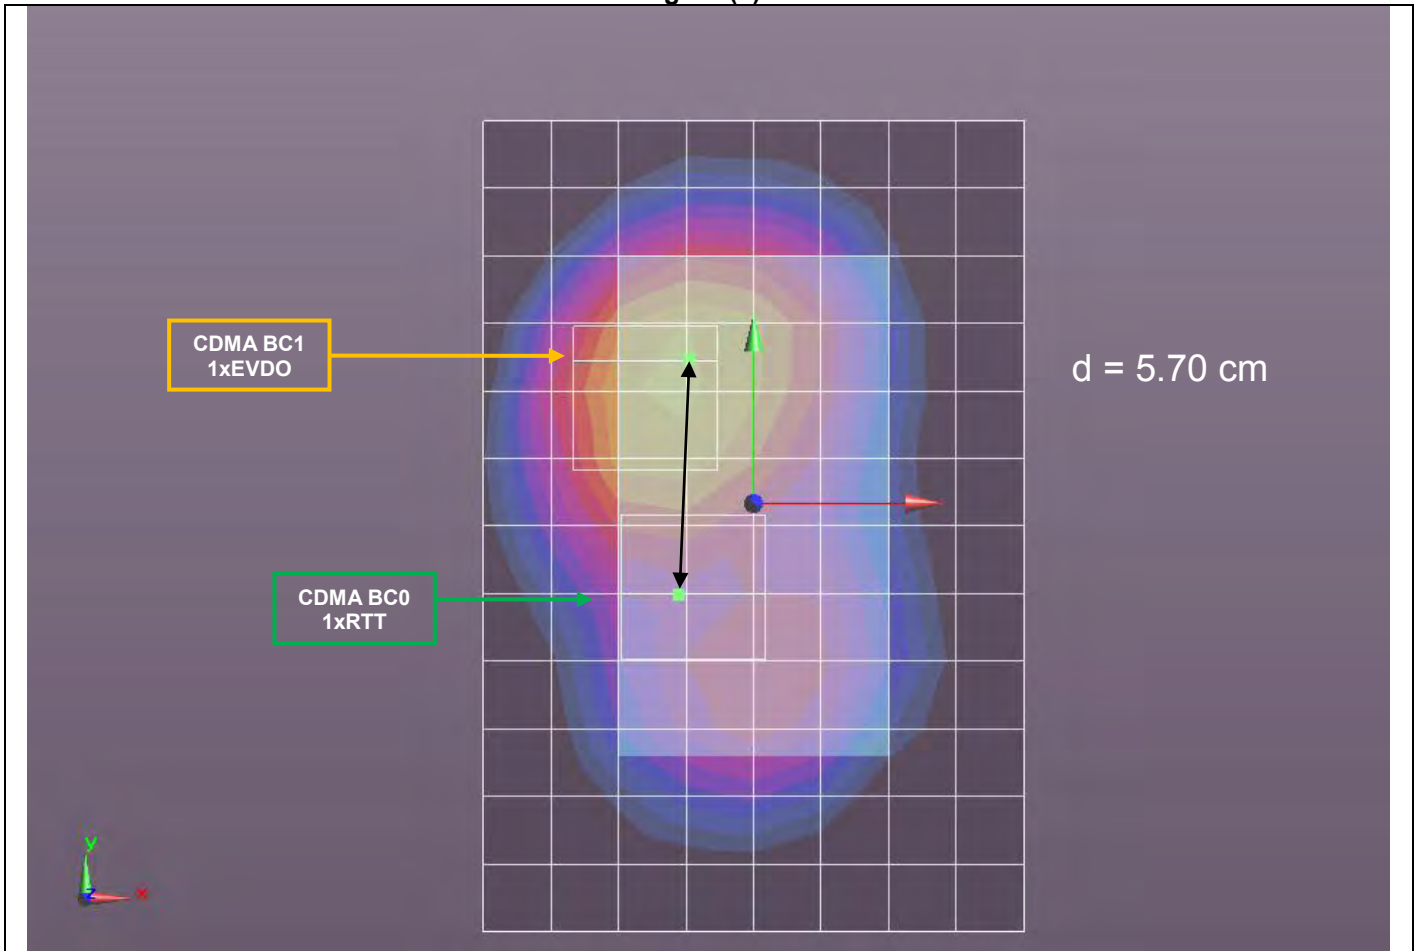 CDMA BC1
1xEVDO
d = 5.70 cm
CDMA BC0
1xRTT
y
z
x